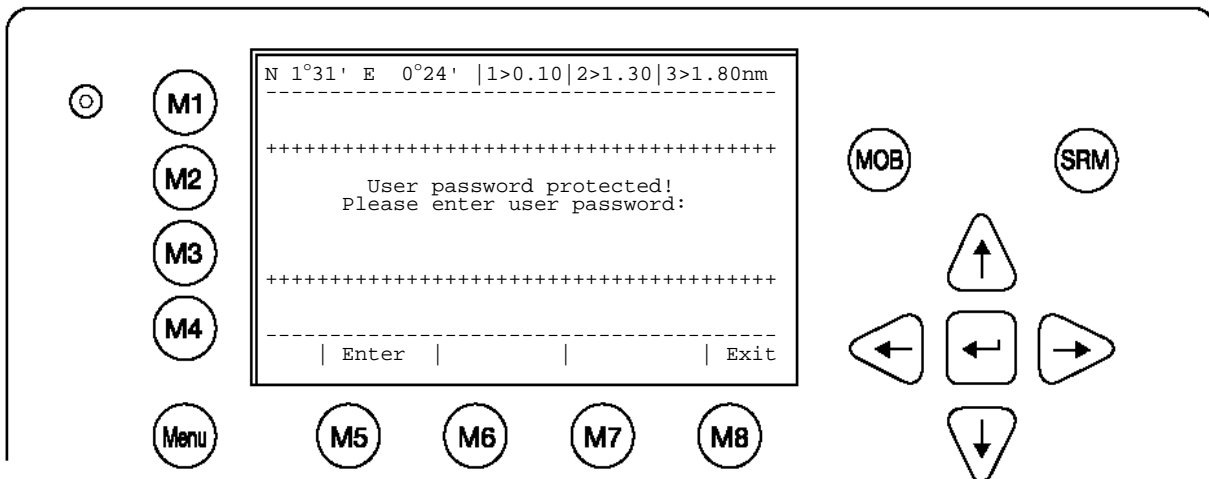 N 1°31' E  0°24' |1>0.10|2>1.30|3>1.80nm
----------------------------------------
++++++++++++++++++++++++++++++++++++++++
User password protected!
Please enter user password:
++++++++++++++++++++++++++++++++++++++++
----------------------------------------
| Enter |         |          | Exit
M1
M2
M3
M4
Menu
M5
M6
M7
M8
MOB
SRM